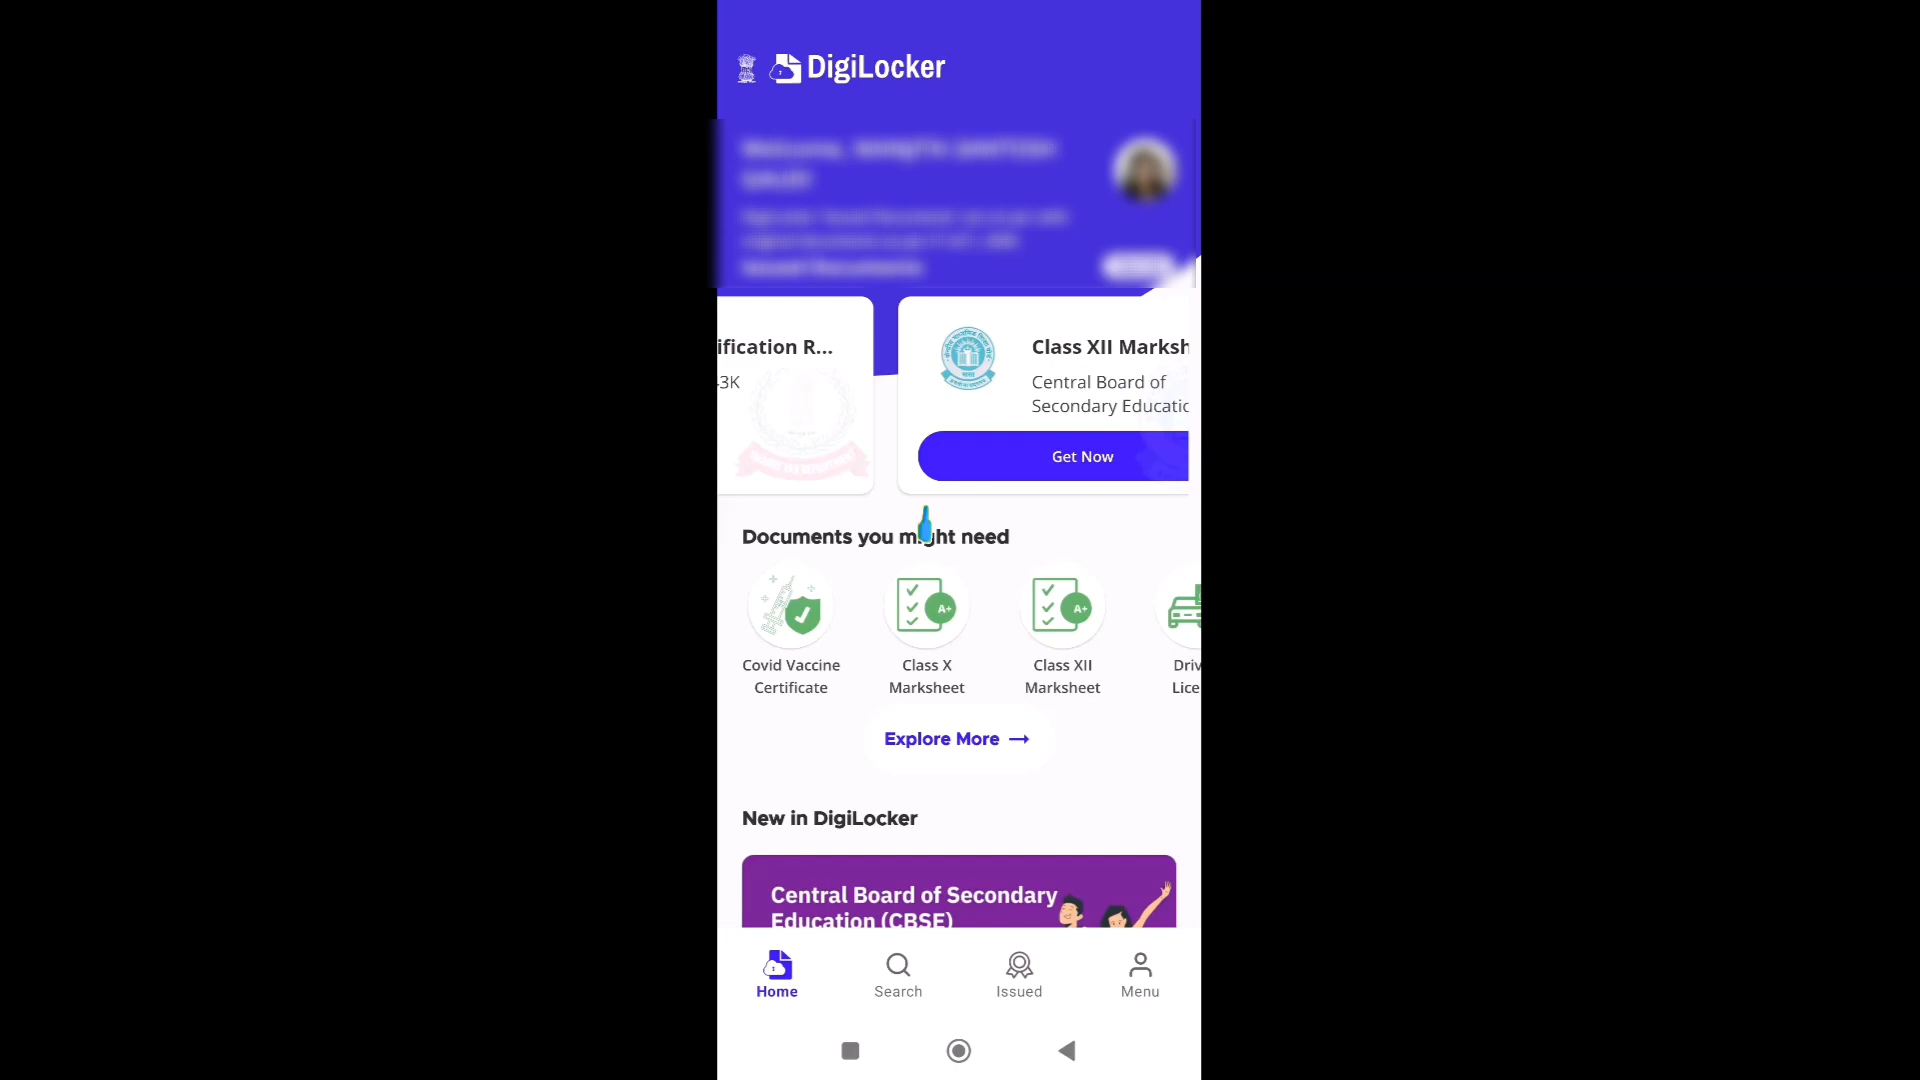 DigiLocker
ification R...
Class XII Marksh
3K
Central Board of
Secondary Educatic
Get Now
Documents you might need
Covid Vaccine
Certificate
Class X
Marksheet
Class XII
Marksheet
Driv
Lice
Explore More →
New in DigiLocker
Central Board of Secondary
Education (CBSE)
Home
Search
Issued
Menu